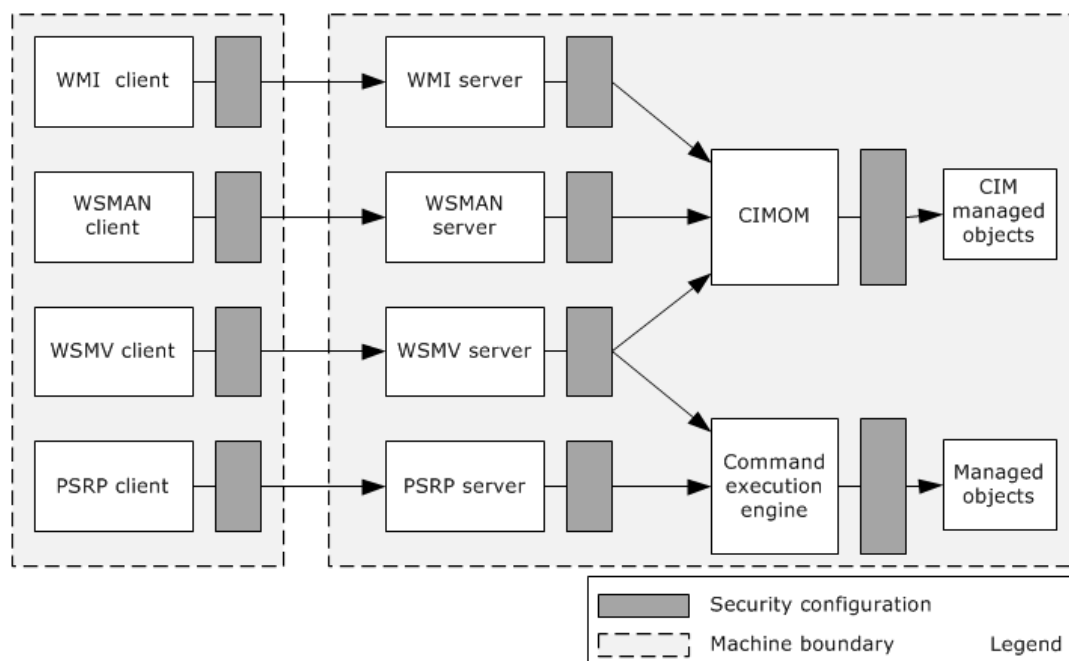 WMI client
WMI server
WSMAN
client
WSMAN
server
CIMOM
CIM
managed
objects
WSMV client
WSMV server
PSRP client
PSRP server
Command
execution
engine
Managed
objects
Security configuration
Machine boundary
Legend